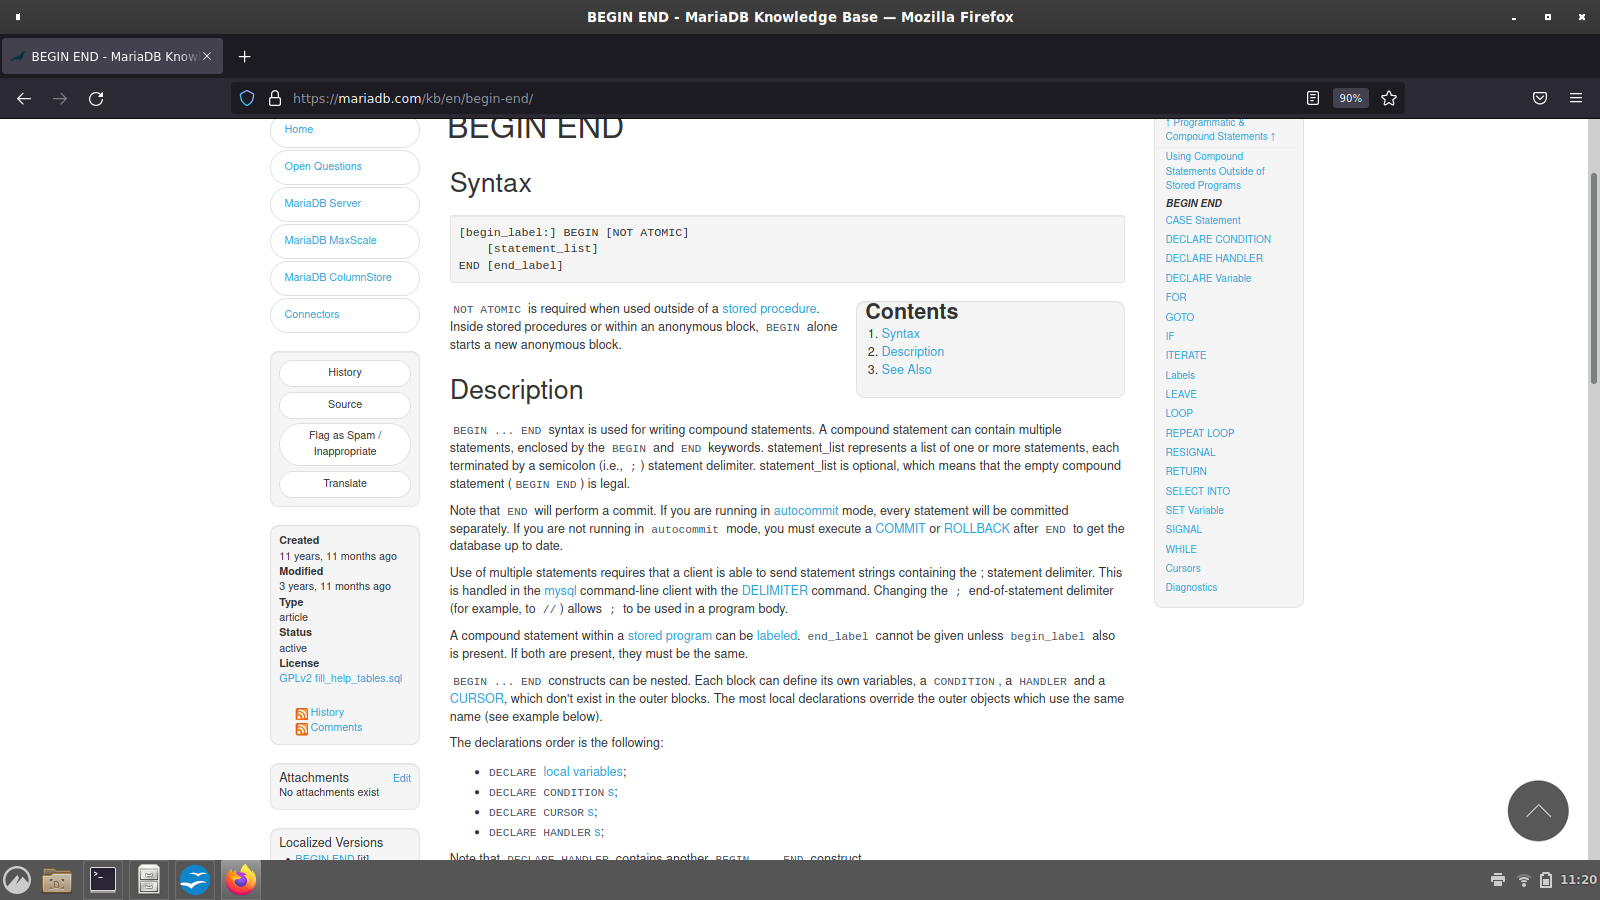 BEGIN END - MariaDB Knowledge Base — Mozilla Firefox
BEGIN END - MariaDB Know
https://mariadb.com/kb/en/begin-end/
90%
Home
Open Questions
MariaDB Server
MariaDB MaxScale
MariaDB ColumnStore
Connectors
History
Source
Flag as Spam /
Inappropriate
Translate
Created
11 years, 11 months ago
Modified
3 years, 11 months ago
Type
article
Status
active
License
GPLv2 fill_help_tables.sql
History
Comments
Attachments Edit
No attachments exist
Localized Versions
• BEGIN END [it]
BEGIN END
Syntax
[begin_label:] BEGIN [NOT ATOMIC]
[statement_list]
END [end_label]
NOT ATOMIC is required when used outside of a stored procedure.
Inside stored procedures or within an anonymous block, BEGIN alone
starts a new anonymous block.
Contents
1. Syntax
2. Description
3. See Also
Description
BEGIN ... END syntax is used for writing compound statements. A compound statement can contain multiple
statements, enclosed by the BEGIN and END keywords. statement_list represents a list of one or more statements, each
terminated by a semicolon (i.e., ; ) statement delimiter. statement_list is optional, which means that the empty compound
statement ( BEGIN END ) is legal.
Note that END will perform a commit. If you are running in autocommit mode, every statement will be committed
separately. If you are not running in autocommit mode, you must execute a COMMIT or ROLLBACK after END to get the
database up to date.
Use of multiple statements requires that a client is able to send statement strings containing the ; statement delimiter. This
is handled in the mysql command-line client with the DELIMITER command. Changing the ; end-of-statement delimiter
(for example, to // ) allows ; to be used in a program body.
A compound statement within a stored program can be labeled. end_label cannot be given unless begin_label also
is present. If both are present, they must be the same.
BEGIN ... END constructs can be nested. Each block can define its own variables, a CONDITION , a HANDLER and a
CURSOR, which don't exist in the outer blocks. The most local declarations override the outer objects which use the same
name (see example below).
The declarations order is the following:
• DECLARE local variables;
• DECLARE CONDITION s;
• DECLARE CURSOR s;
• DECLARE HANDLER s;
Note that DECLARE HANDLER contains another BEGIN ... END construct.
↑ Programmatic &
Compound Statements ↑
Using Compound
Statements Outside of
Stored Programs
BEGIN END
CASE Statement
DECLARE CONDITION
DECLARE HANDLER
DECLARE Variable
FOR
GOTO
IF
ITERATE
Labels
LEAVE
LOOP
REPEAT LOOP
RESIGNAL
RETURN
SELECT INTO
SET Variable
SIGNAL
WHILE
Cursors
Diagnostics
11:20